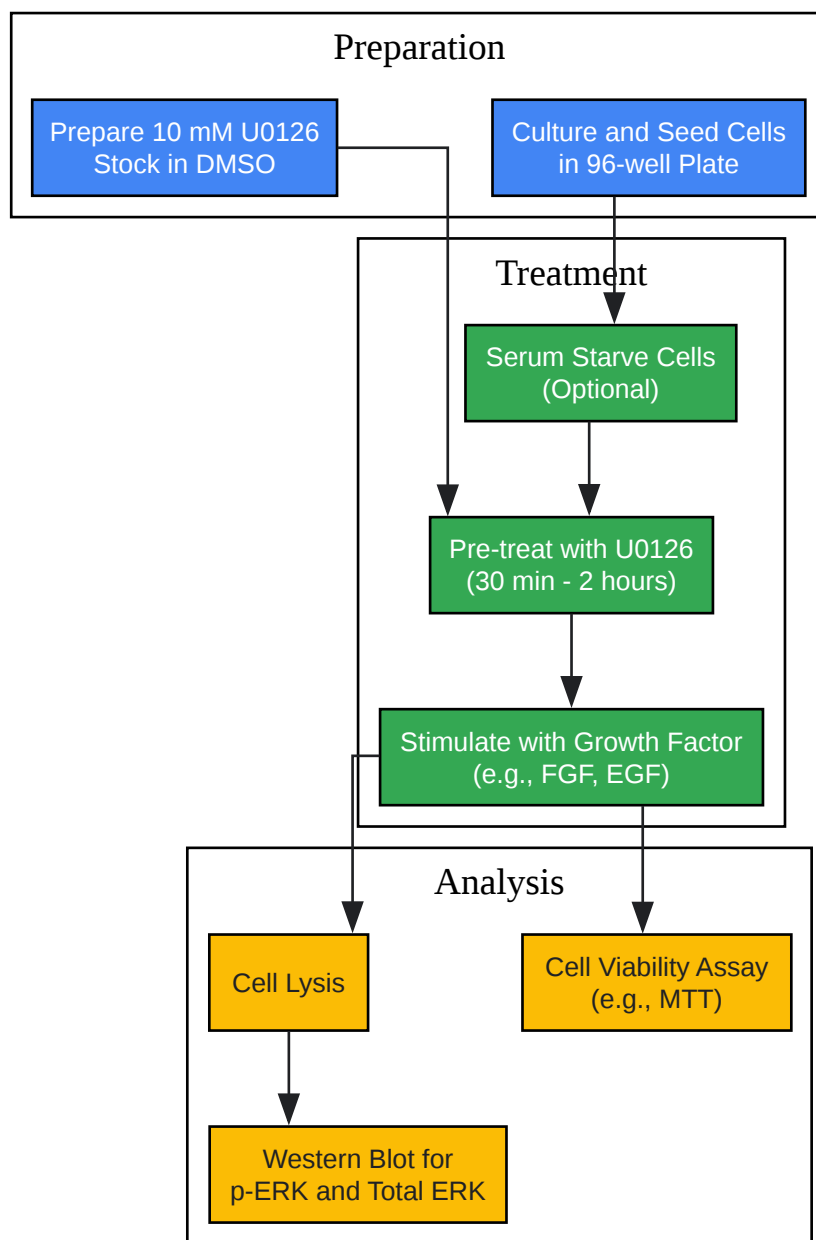 Preparation
Prepare 10 mM U0126
Stock in DMSO
Culture and Seed Cells
in 96-well Plate
Treatment
Serum Starve Cells
(Optional)
Pre-treat with U0126
(30 min - 2 hours)
Stimulate with Growth Factor
(e.g., FGF, EGF)
Analysis
Cell Lysis
Cell Viability Assay
(e.g., MTT)
Western Blot for
p-ERK and Total ERK